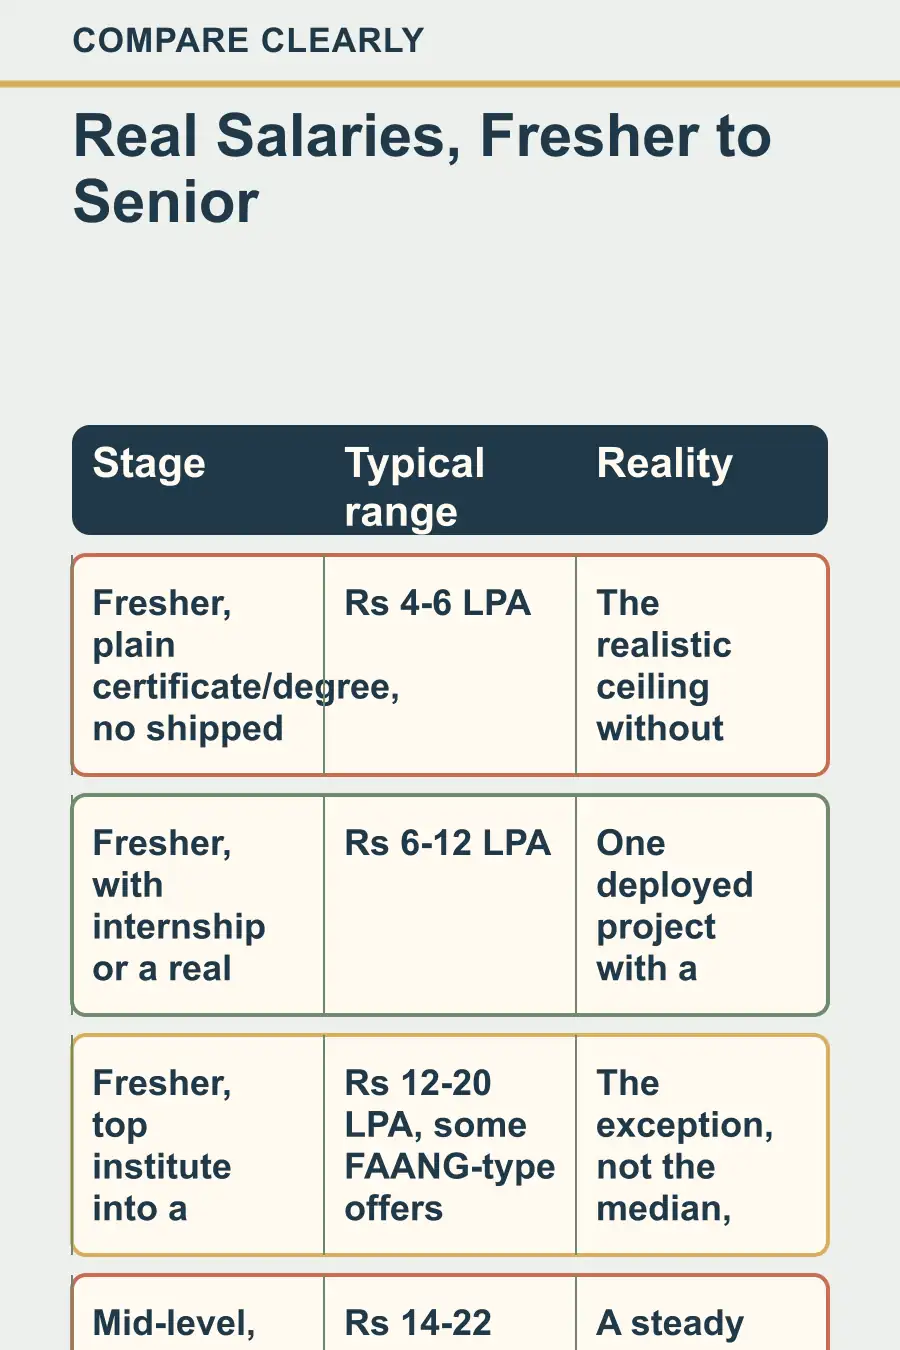 COMPARE CLEARLY
Real Salaries, Fresher to
Senior
Stage
Typical
range
Reality
Fresher,
plain
certificate/degree,
no shipped
Rs 4-6 LPA
The
realistic
ceiling
without
Fresher,
with
internship
or a real
Rs 6-12 LPA
One
deployed
project
with a
Fresher,
top
institute
into a
Rs 12-20
LPA, some
FAANG-type
offers
The
exception,
not the
median,
Mid-level,
Rs 14-22
A steady